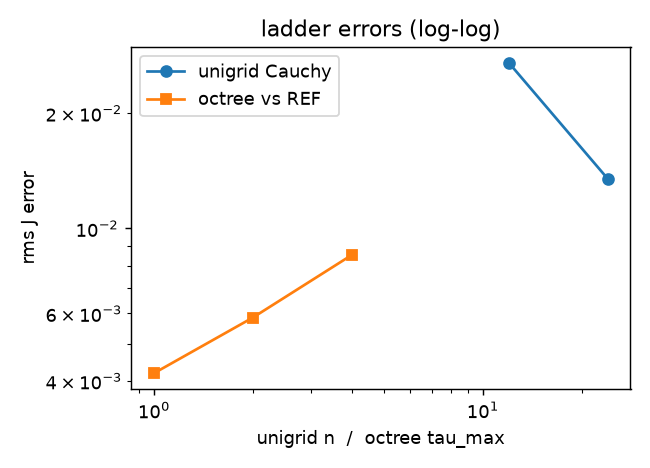 ladder errors (log-log)
unigrid Cauchy
octree vs REF
rms J error
2 × 10⁻²
10⁻²
6 × 10⁻³
4 × 10⁻³
10⁰
10¹
unigrid n / octree tau_max